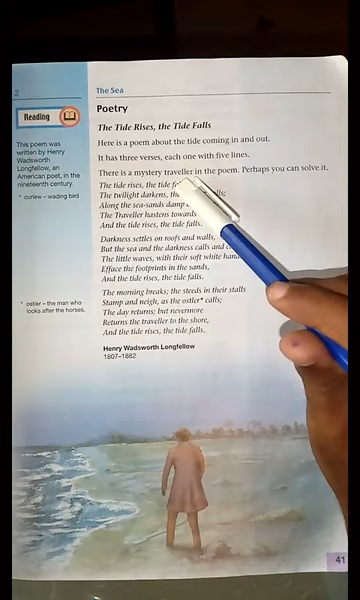 2
The Sea
Reading
This poem was
written by Henry
Wadsworth
Longfellow, an
American poet, in the
nineteenth century.
* curlew – wading bird
Poetry
The Tide Rises, the Tide Falls
Here is a poem about the tide coming in and out.
It has three verses, each one with five lines.
There is a mystery traveller in the poem. Perhaps you can solve it.
The tide rises, the tide
The twilight darkens, the
Along the sea-sands damp
The Traveller hastens towards
And the tide rises, the tide falls.
Darkness settles on roofs and walls,
But the sea and the darkness calls and
The little waves, with their soft white
Efface the footprints in the sands,
And the tide rises, the tide falls.
The morning breaks; the steeds in their stalls
Stamp and neigh, as the ostler* calls;
The day returns; but nevermore
Returns the traveller to the shore,
And the tide rises, the tide falls.
* ostler – the man who
looks after the horses.
Henry Wadsworth Longfellow
1807–1882
41